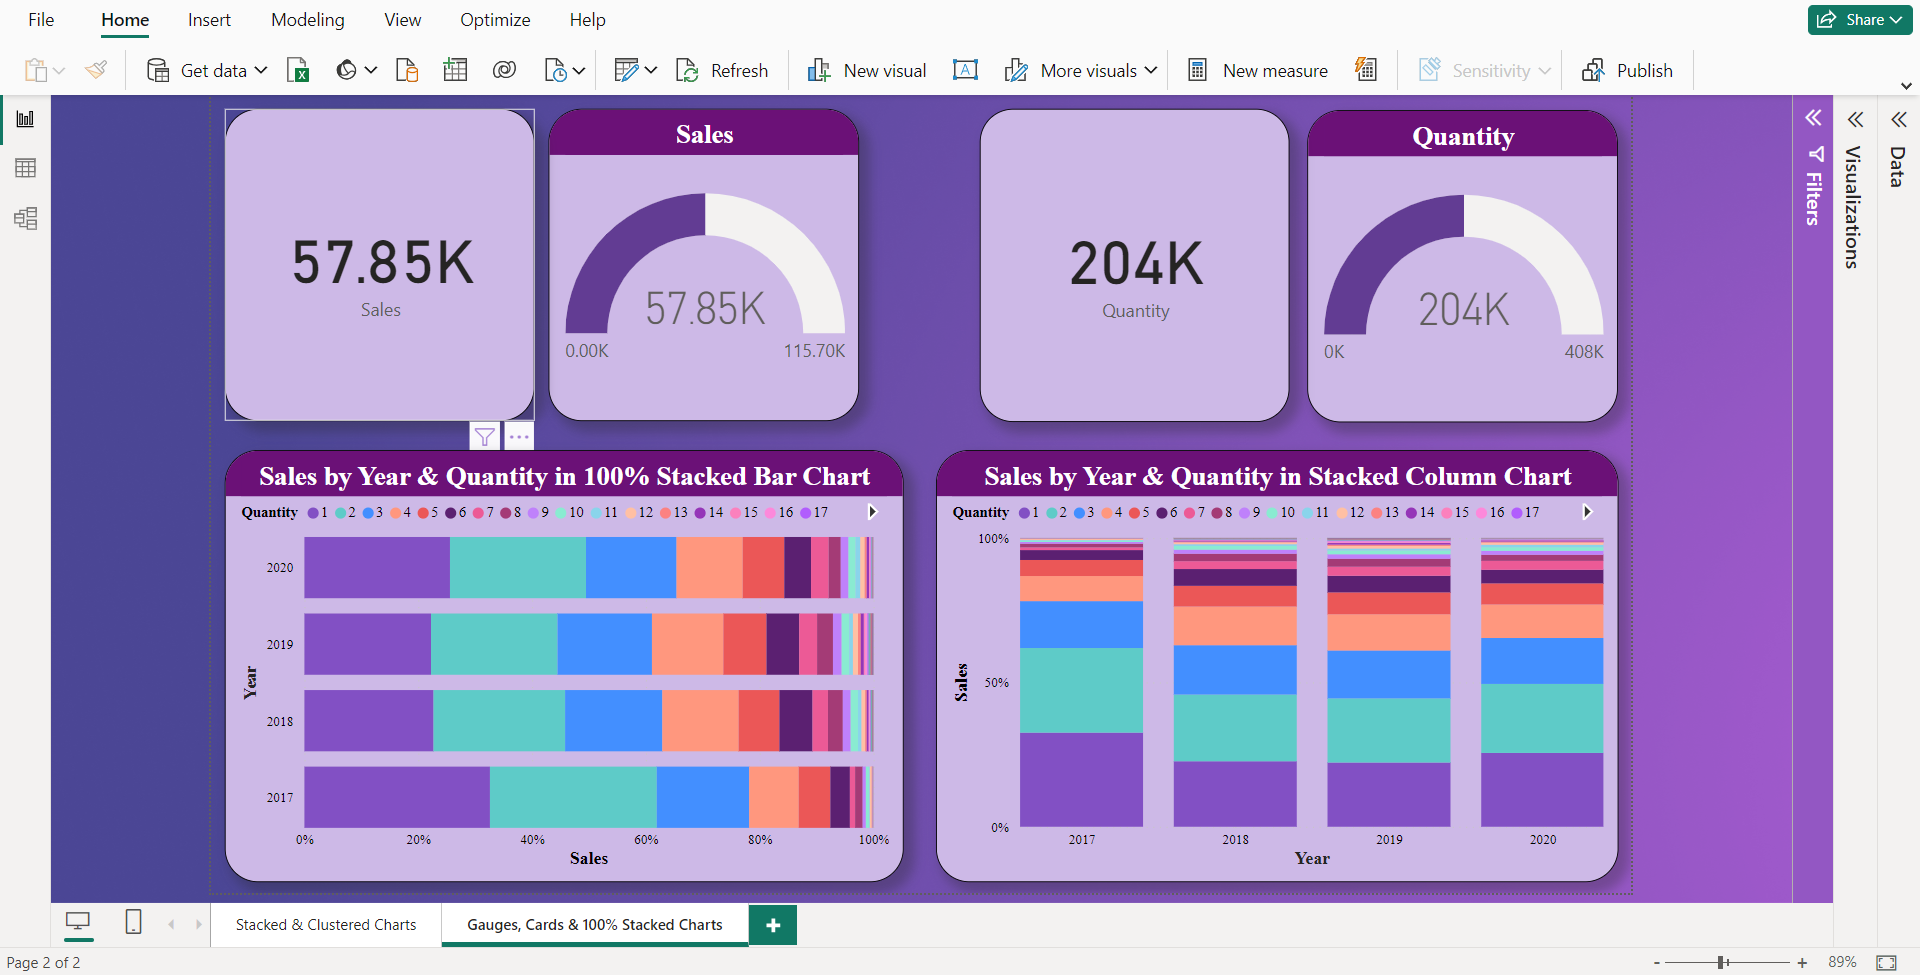 File Home Insert Modeling View Optimize Help Share
Get data Refresh New visual A More visuals New measure Sensitivity Publish
Filters
Visualizations
Data
57.85K
Sales
Sales
57.85K
0.00K 115.70K
204K
Quantity
Quantity
204K
0K 408K
Sales by Year & Quantity in 100% Stacked Bar Chart
Quantity 1 2 3 4 5 6 7 8 9 10 11 12 13 14 15 16 17
Year
2020
2019
2018
2017
0% 20% 40% 60% 80% 100%
Sales
Sales by Year & Quantity in Stacked Column Chart
Quantity 1 2 3 4 5 6 7 8 9 10 11 12 13 14 15 16 17
Sales
100%
50%
0%
2017 2018 2019 2020
Year
Stacked & Clustered Charts Gauges, Cards & 100% Stacked Charts +
Page 2 of 2 - + 89%